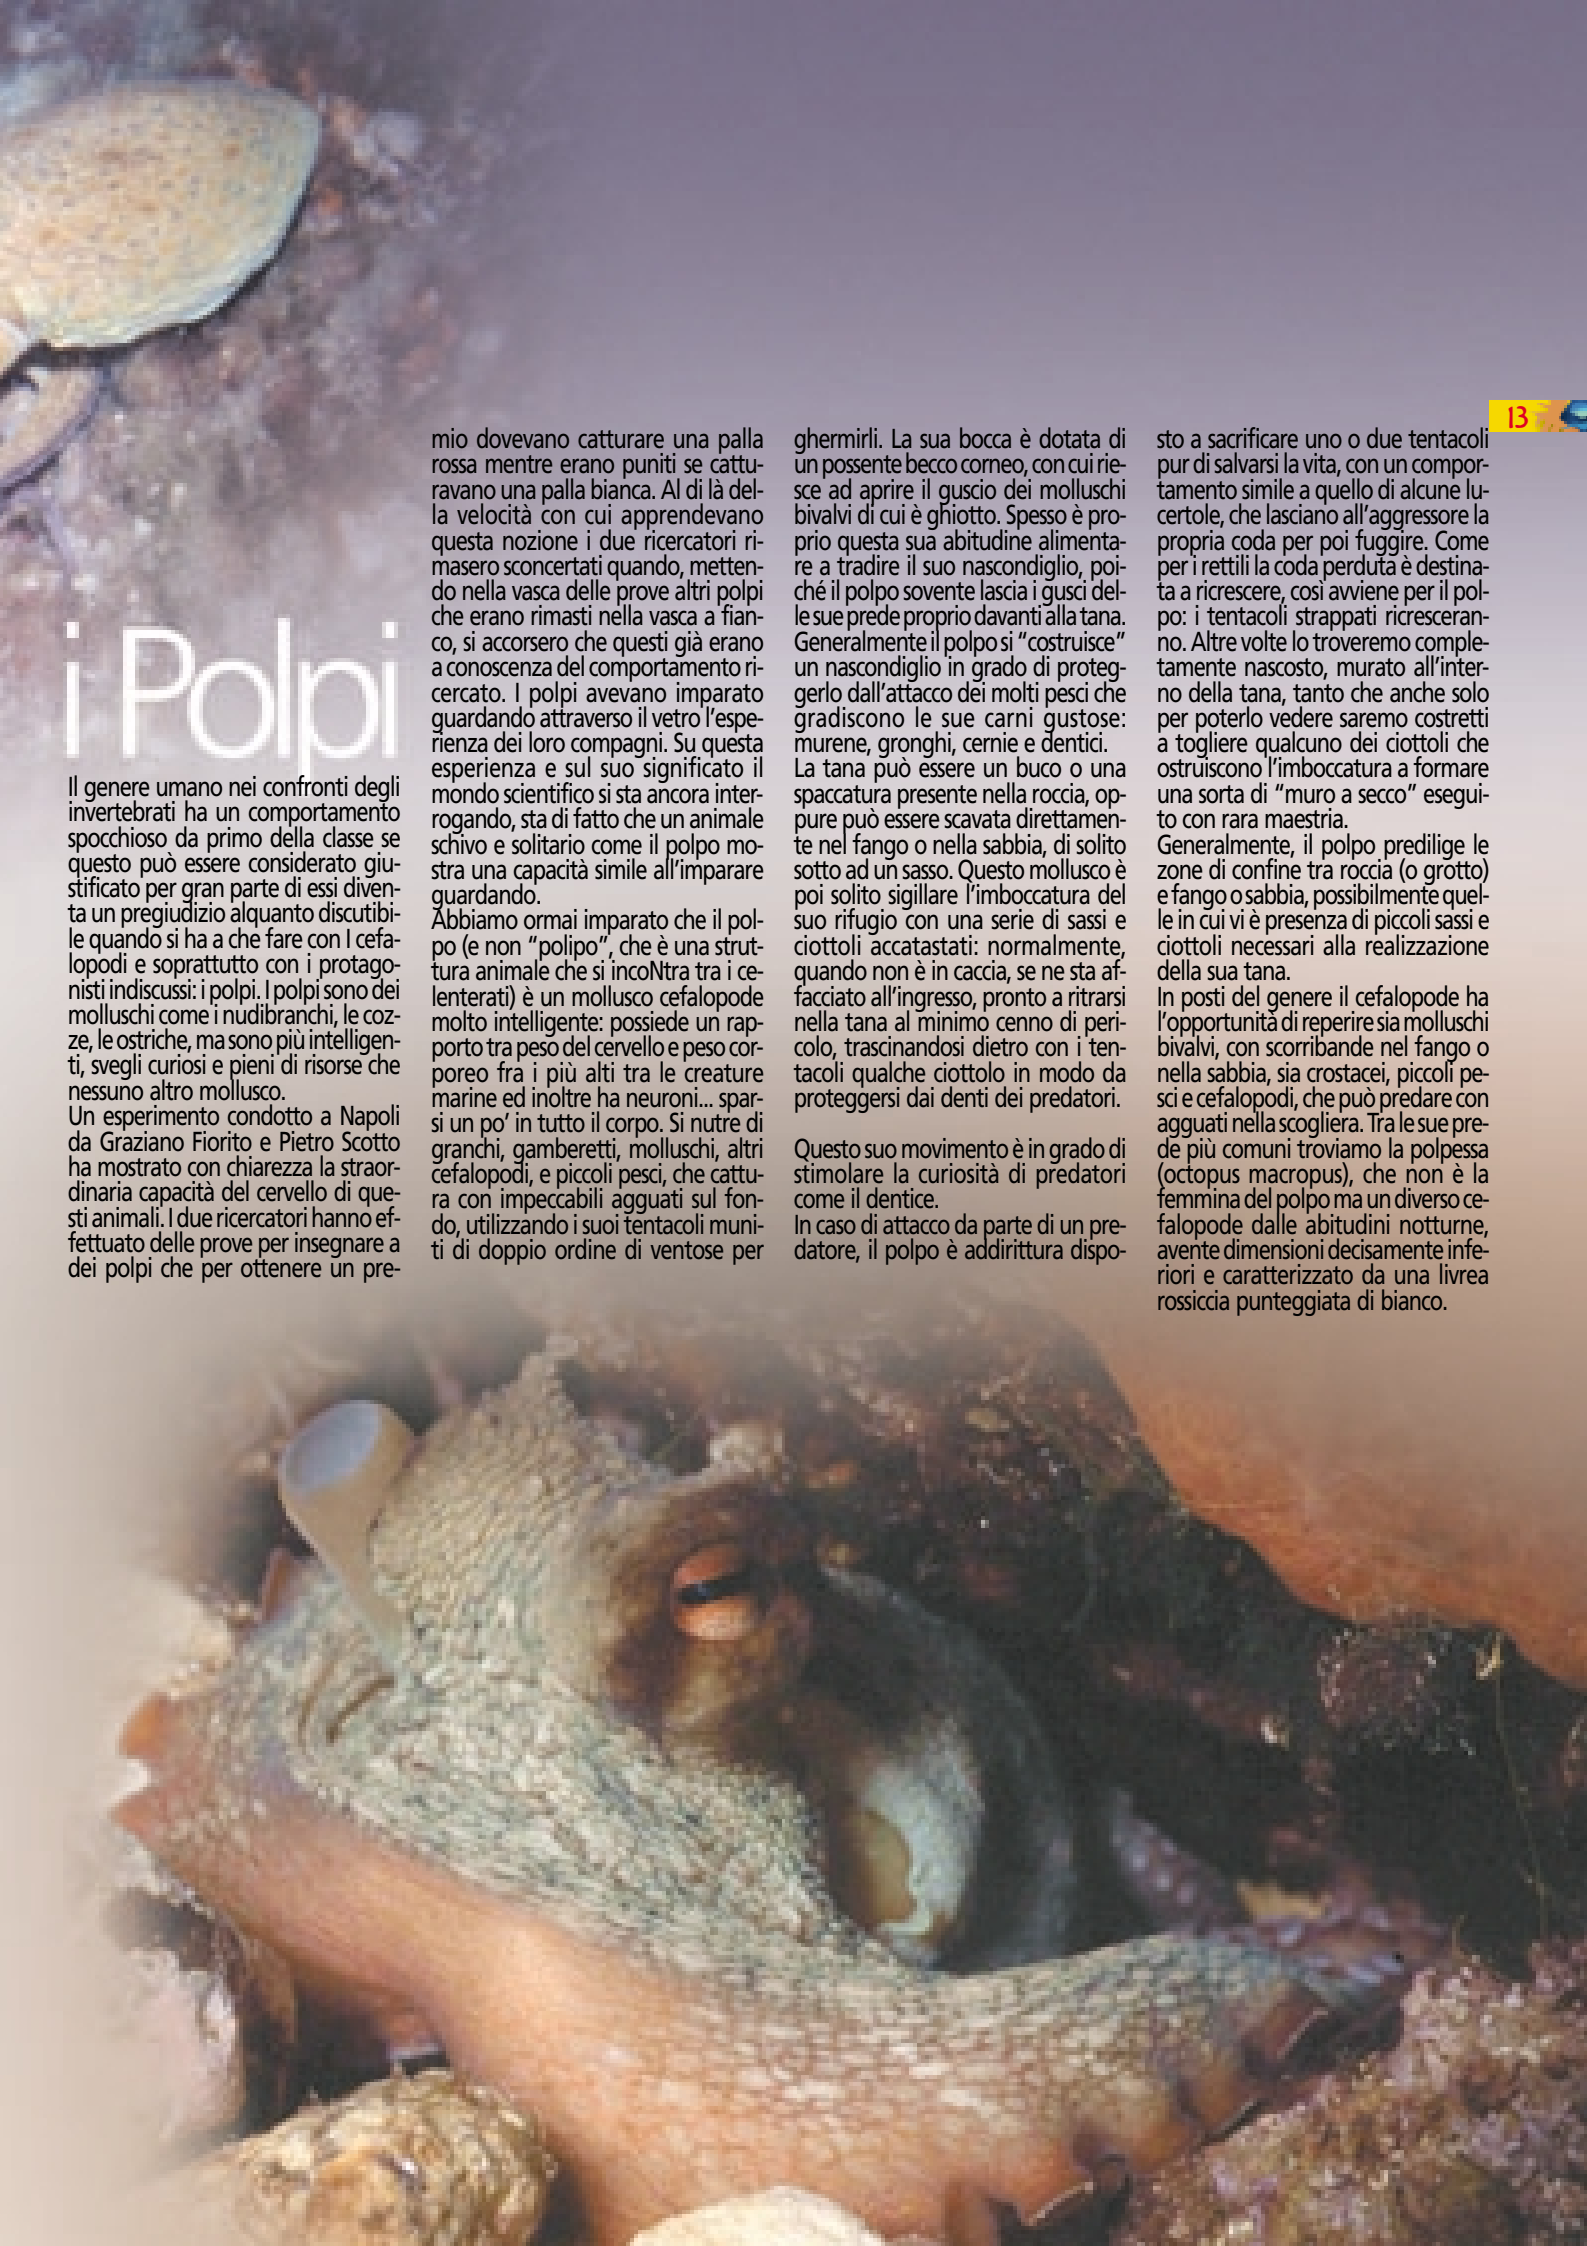 13
i Polpi
Il genere umano nei confronti degli
invertebrati ha un comportamento
spocchioso da primo della classe se
questo può essere considerato giu-
stificato per gran parte di essi diven-
ta un pregiudizio alquanto discutibi-
le quando si ha a che fare con I cefa-
lopodi e soprattutto con i protago-
nisti indiscussi: i polpi. I polpi sono dei
molluschi come i nudibranchi, le coz-
ze, le ostriche, ma sono più intelligen-
ti, svegli curiosi e pieni di risorse che
nessuno altro mollusco.
Un esperimento condotto a Napoli
da Graziano Fiorito e Pietro Scotto
ha mostrato con chiarezza la straor-
dinaria capacità del cervello di que-
sti animali. I due ricercatori hanno ef-
fettuato delle prove per insegnare a
dei polpi che per ottenere un pre-
mio dovevano catturare una palla
rossa mentre erano puniti se cattu-
ravano una palla bianca. Al di là del-
la velocità con cui apprendevano
questa nozione i due ricercatori ri-
masero sconcertati quando, metten-
do nella vasca delle prove altri polpi
che erano rimasti nella vasca a fian-
co, si accorsero che questi già erano
a conoscenza del comportamento ri-
cercato. I polpi avevano imparato
guardando attraverso il vetro l'espe-
rienza dei loro compagni. Su questa
esperienza e sul suo significato il
mondo scientifico si sta ancora inter-
rogando, sta di fatto che un animale
schivo e solitario come il polpo mo-
stra una capacità simile all'imparare
guardando.
Abbiamo ormai imparato che il pol-
po (e non “polipo”, che è una strut-
tura animale che si incoNtra tra i ce-
lenterati) è un mollusco cefalopode
molto intelligente: possiede un rap-
porto tra peso del cervello e peso cor-
poreo fra i più alti tra le creature
marine ed inoltre ha neuroni... spar-
si un po' in tutto il corpo. Si nutre di
granchi, gamberetti, molluschi, altri
cefalopodi, e piccoli pesci, che cattu-
ra con impeccabili agguati sul fon-
do, utilizzando i suoi tentacoli muni-
ti di doppio ordine di ventose per
ghermirli. La sua bocca è dotata di
un possente becco corneo, con cui rie-
sce ad aprire il guscio dei molluschi
bivalvi di cui è ghiotto. Spesso è pro-
prio questa sua abitudine alimenta-
re a tradire il suo nascondiglio, poi-
ché il polpo sovente lascia i gusci del-
le sue prede proprio davanti alla tana.
Generalmente il polpo si “costruisce”
un nascondiglio in grado di proteg-
gerlo dall'attacco dei molti pesci che
gradiscono le sue carni gustose:
murene, gronghi, cernie e dentici.
La tana può essere un buco o una
spaccatura presente nella roccia, op-
pure può essere scavata direttamen-
te nel fango o nella sabbia, di solito
sotto ad un sasso. Questo mollusco è
poi solito sigillare l'imboccatura del
suo rifugio con una serie di sassi e
ciottoli accatastati: normalmente,
quando non è in caccia, se ne sta af-
facciato all'ingresso, pronto a ritrarsi
nella tana al minimo cenno di peri-
colo, trascinandosi dietro con i ten-
tacoli qualche ciottolo in modo da
proteggersi dai denti dei predatori.
Questo suo movimento è in grado di
stimolare la curiosità di predatori
come il dentice.
In caso di attacco da parte di un pre-
datore, il polpo è addirittura dispo-
sto a sacrificare uno o due tentacoli
pur di salvarsi la vita, con un compor-
tamento simile a quello di alcune lu-
certole, che lasciano all'aggressore la
propria coda per poi fuggire. Come
per i rettili la coda perduta è destina-
ta a ricrescere, così avviene per il pol-
po: i tentacoli strappati ricresceran-
no. Altre volte lo troveremo comple-
tamente nascosto, murato all'inter-
no della tana, tanto che anche solo
per poterlo vedere saremo costretti
a togliere qualcuno dei ciottoli che
ostruiscono l'imboccatura a formare
una sorta di “muro a secco” esegui-
to con rara maestria.
Generalmente, il polpo predilige le
zone di confine tra roccia (o grotto)
e fango o sabbia, possibilmente quel-
le in cui vi è presenza di piccoli sassi e
ciottoli necessari alla realizzazione
della sua tana.
In posti del genere il cefalopode ha
l'opportunità di reperire sia molluschi
bivalvi, con scorribande nel fango o
nella sabbia, sia crostacei, piccoli pe-
sci e cefalopodi, che può predare con
agguati nella scogliera. Tra le sue pre-
de più comuni troviamo la polpessa
(octopus macropus), che non è la
femmina del polpo ma un diverso ce-
falopode dalle abitudini notturne,
avente dimensioni decisamente infe-
riori e caratterizzato da una livrea
rossiccia punteggiata di bianco.